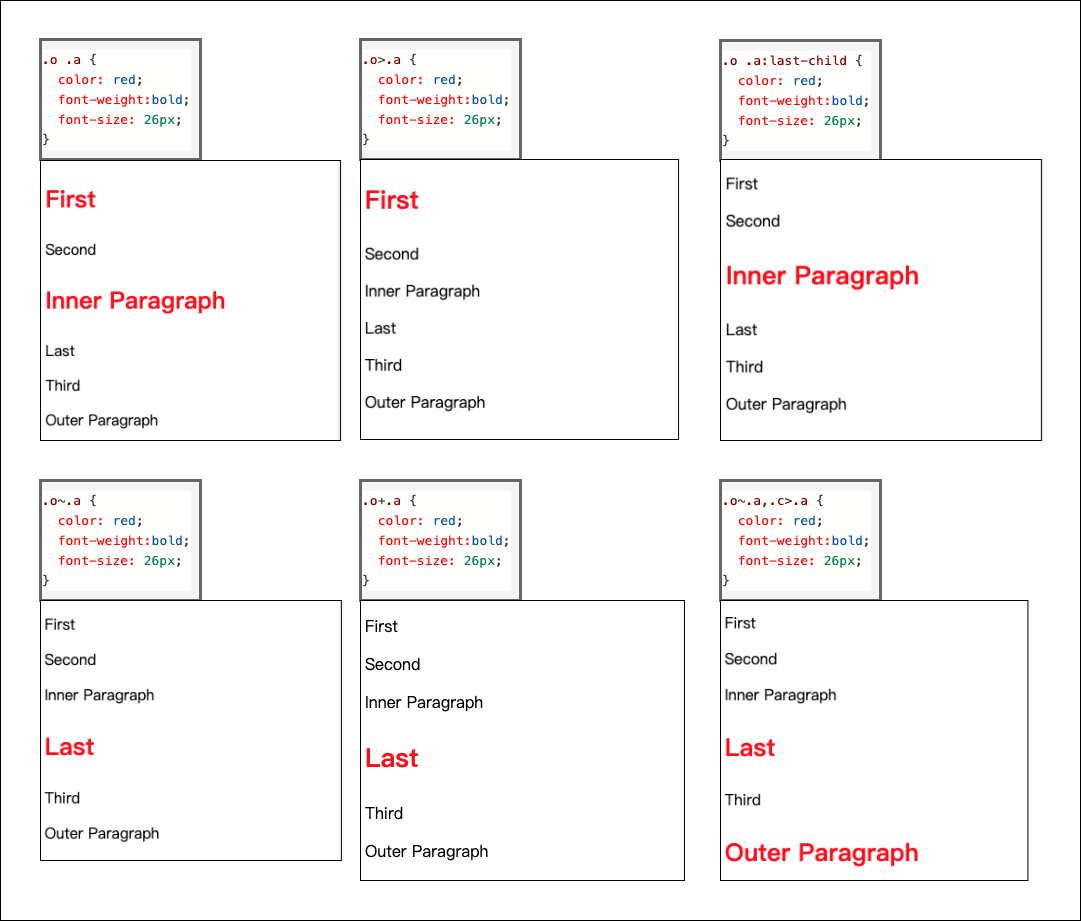 .o .a {
  color: red;
  font-weight:bold;
  font-size: 26px;
}
First
Second
Inner Paragraph
Last
Third
Outer Paragraph
.o>.a {
  color: red;
  font-weight:bold;
  font-size: 26px;
}
First
Second
Inner Paragraph
Last
Third
Outer Paragraph
.o .a:last-child {
  color: red;
  font-weight:bold;
  font-size: 26px;
}
First
Second
Inner Paragraph
Last
Third
Outer Paragraph
.o~.a {
  color: red;
  font-weight:bold;
  font-size: 26px;
}
First
Second
Inner Paragraph
Last
Third
Outer Paragraph
.o+.a {
  color: red;
  font-weight:bold;
  font-size: 26px;
}
First
Second
Inner Paragraph
Last
Third
Outer Paragraph
.o~.a,.c>.a {
  color: red;
  font-weight:bold;
  font-size: 26px;
}
First
Second
Inner Paragraph
Last
Third
Outer Paragraph